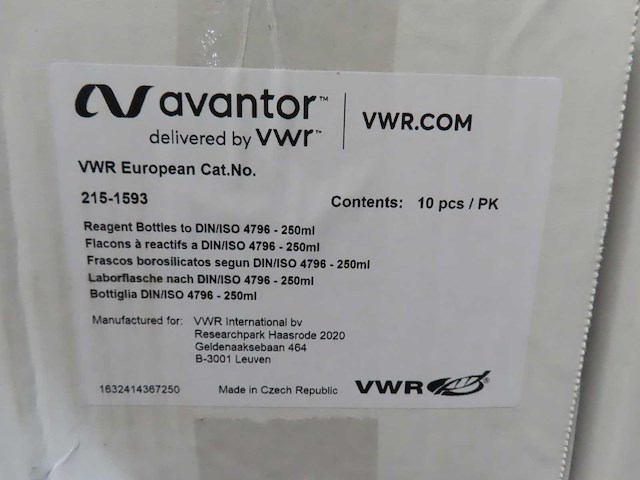 avantor™
delivered by vwr™
VWR.COM
VWR European Cat.No.
215-1593
Contents: 10 pcs / PK
Reagent Bottles to DIN/ISO 4796 - 250ml
Flacons à reactifs a DIN/ISO 4796 - 250ml
Frascos borosilicatos segun DIN/ISO 4796 - 250ml
Laborflasche nach DIN/ISO 4796 - 250ml
Bottiglia DIN/ISO 4796 - 250ml
Manufactured for: VWR International bv
Researchpark Haasrode 2020
Geldenaaksebaan 464
B-3001 Leuven
1632414367250
Made in Czech Republic
VWR®